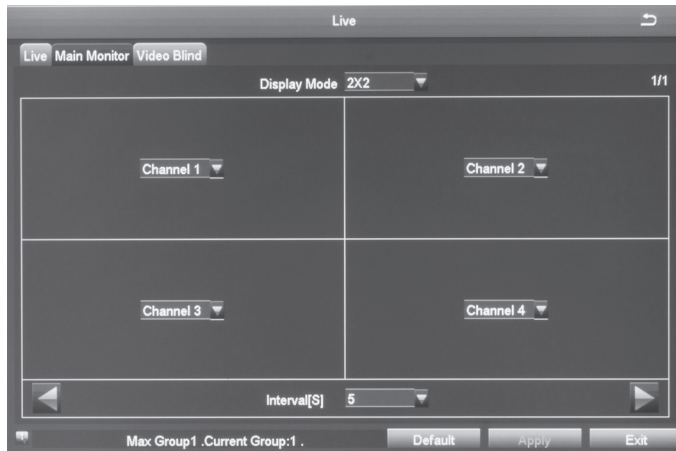 Live
Live Main Monitor Video Blind
Display Mode 2X2 1/1
Channel 1 Channel 2
Channel 3 Channel 4
Interval[S] 5
Max Group1 .Current Group:1 . Default Apply Exit